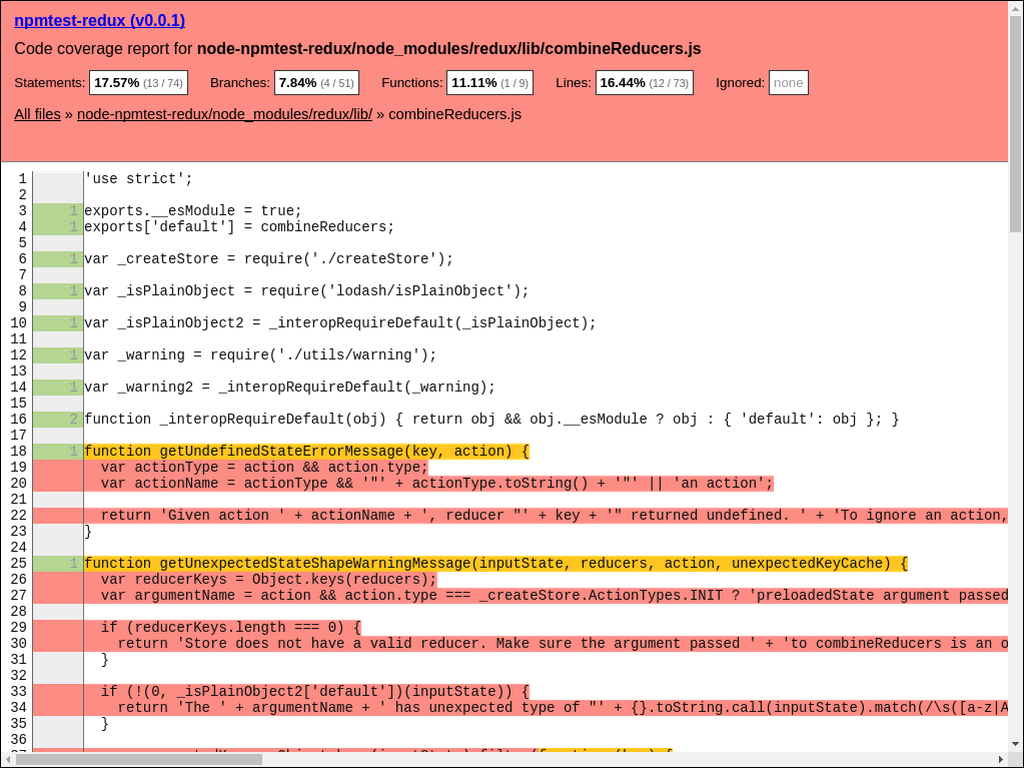 npmtest-redux (v0.0.1)
Code coverage report for node-npmtest-redux/node_modules/redux/lib/combineReducers.js
Statements: 17.57% (13 / 74) Branches: 7.84% (4 / 51) Functions: 11.11% (1 / 9) Lines: 16.44% (12 / 73) Ignored: none
All files » node-npmtest-redux/node_modules/redux/lib/ » combineReducers.js
1 'use strict';
2
3 1 exports.__esModule = true;
4 1 exports['default'] = combineReducers;
5
6 1 var _createStore = require('./createStore');
7
8 1 var _isPlainObject = require('lodash/isPlainObject');
9
10 1 var _isPlainObject2 = _interopRequireDefault(_isPlainObject);
11
12 1 var _warning = require('./utils/warning');
13
14 1 var _warning2 = _interopRequireDefault(_warning);
15
16 2 function _interopRequireDefault(obj) { return obj && obj.__esModule ? obj : { 'default': obj }; }
17
18 1 function getUndefinedStateErrorMessage(key, action) {
19   var actionType = action && action.type;
20   var actionName = actionType && '"' + actionType.toString() + '"' || 'an action';
21
22   return 'Given action ' + actionName + ', reducer "' + key + '" returned undefined. ' + 'To ignore an action,
23 }
24
25 1 function getUnexpectedStateShapeWarningMessage(inputState, reducers, action, unexpectedKeyCache) {
26   var reducerKeys = Object.keys(reducers);
27   var argumentName = action && action.type === _createStore.ActionTypes.INIT ? 'preloadedState argument passed
28
29   if (reducerKeys.length === 0) {
30     return 'Store does not have a valid reducer. Make sure the argument passed ' + 'to combineReducers is an o
31   }
32
33   if (!(0, _isPlainObject2['default'])(inputState)) {
34     return 'The ' + argumentName + ' has unexpected type of "' + {}.toString.call(inputState).match(/\s([a-z|A
35   }
36